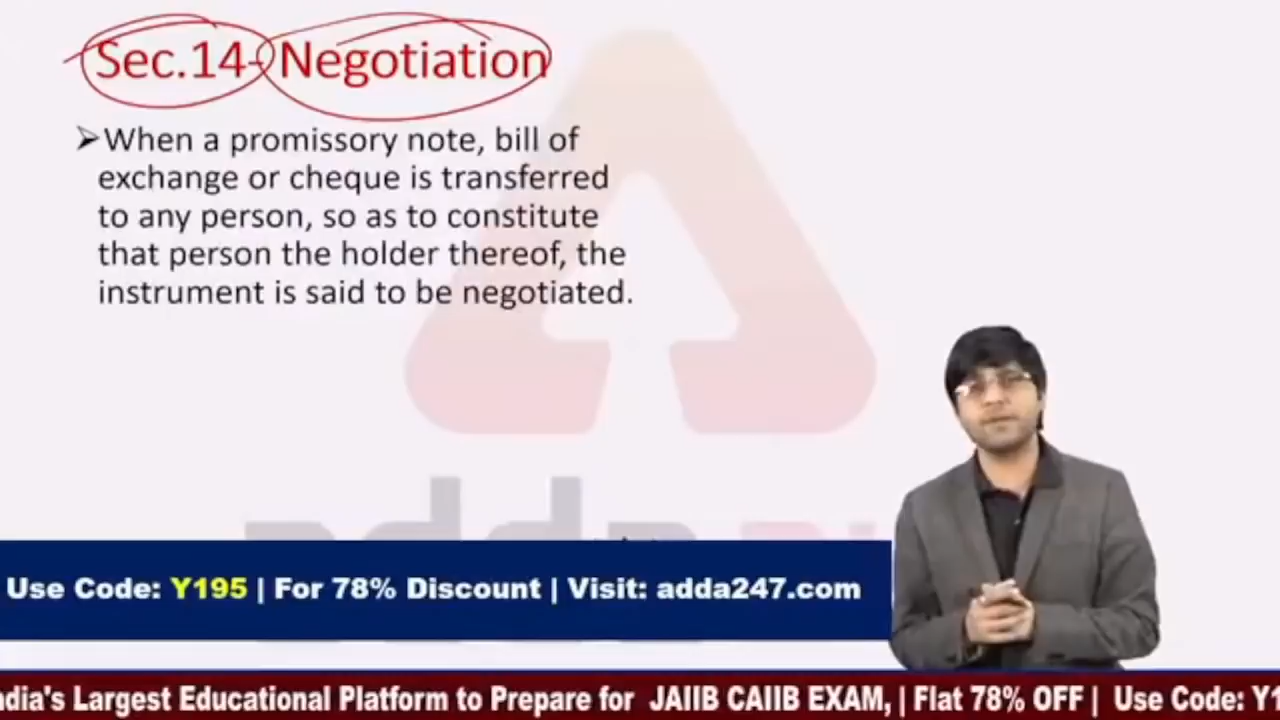 Sec.14- Negotiation
➢When a promissory note, bill of
exchange or cheque is transferred
to any person, so as to constitute
that person the holder thereof, the
instrument is said to be negotiated.
adda
Use Code: Y195 | For 78% Discount | Visit: adda247.com
ndia's Largest Educational Platform to Prepare for JAIIB CAIIB EXAM, | Flat 78% OFF | Use Code: Y1